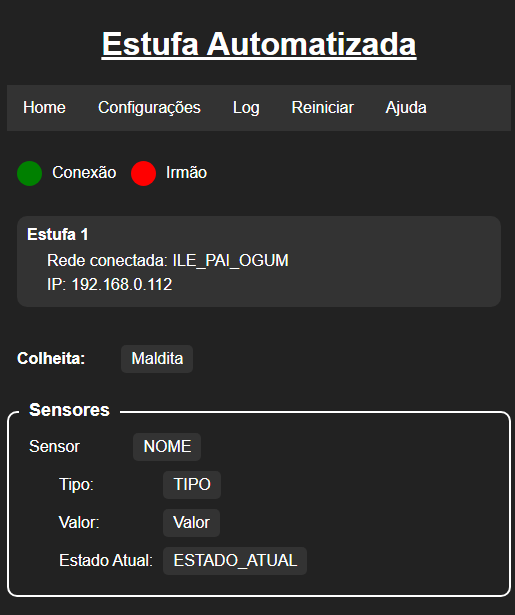 Estufa Automatizada
Home Configurações Log Reiniciar Ajuda
Conexão Irmão
Estufa 1
Rede conectada: ILE_PAI_OGUM
IP: 192.168.0.112
Colheita: Maldita
Sensores
Sensor NOME
Tipo: TIPO
Valor: Valor
Estado Atual: ESTADO_ATUAL